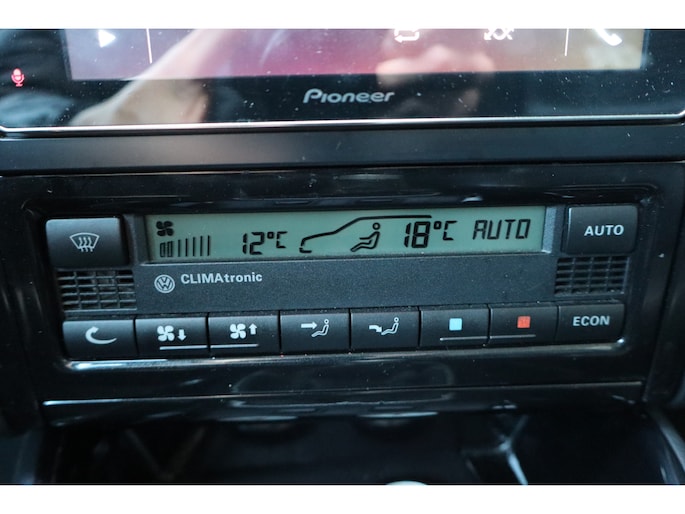 Pioneer
12°C 18°C AUTO
AUTO
CLIMAtronic
ECON